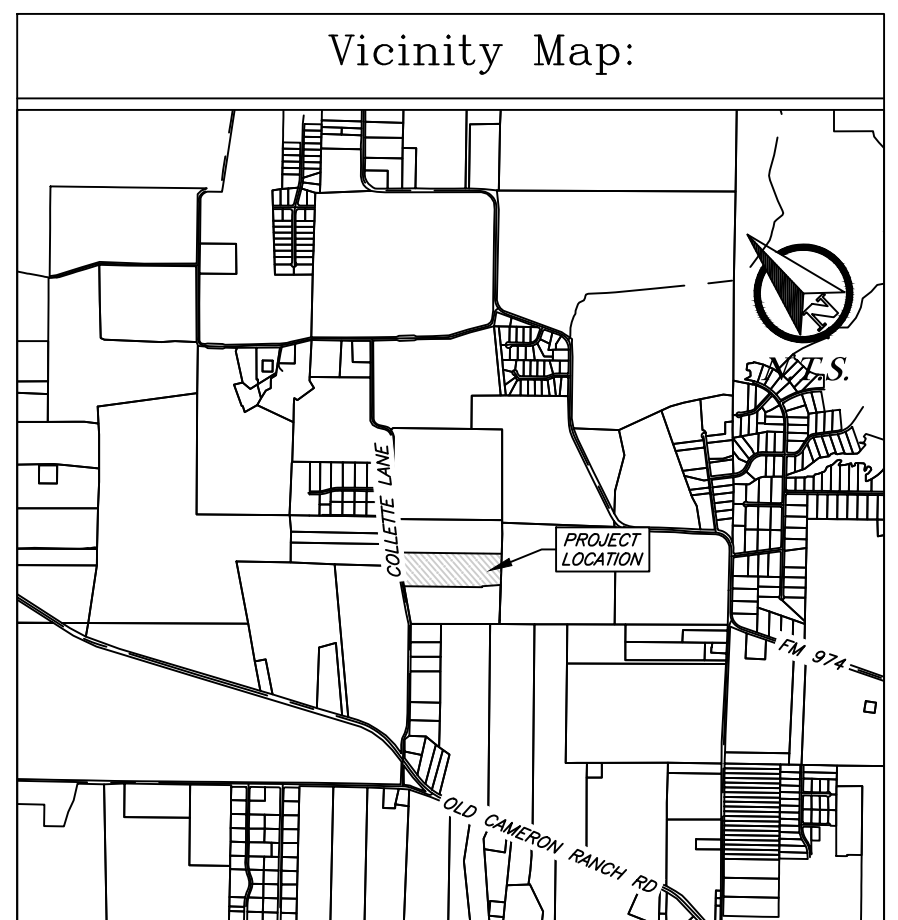 Vicinity Map:
N
N.T.S.
COLLETTE LANE
PROJECT
LOCATION
FM 974
OLD CAMERON RANCH RD